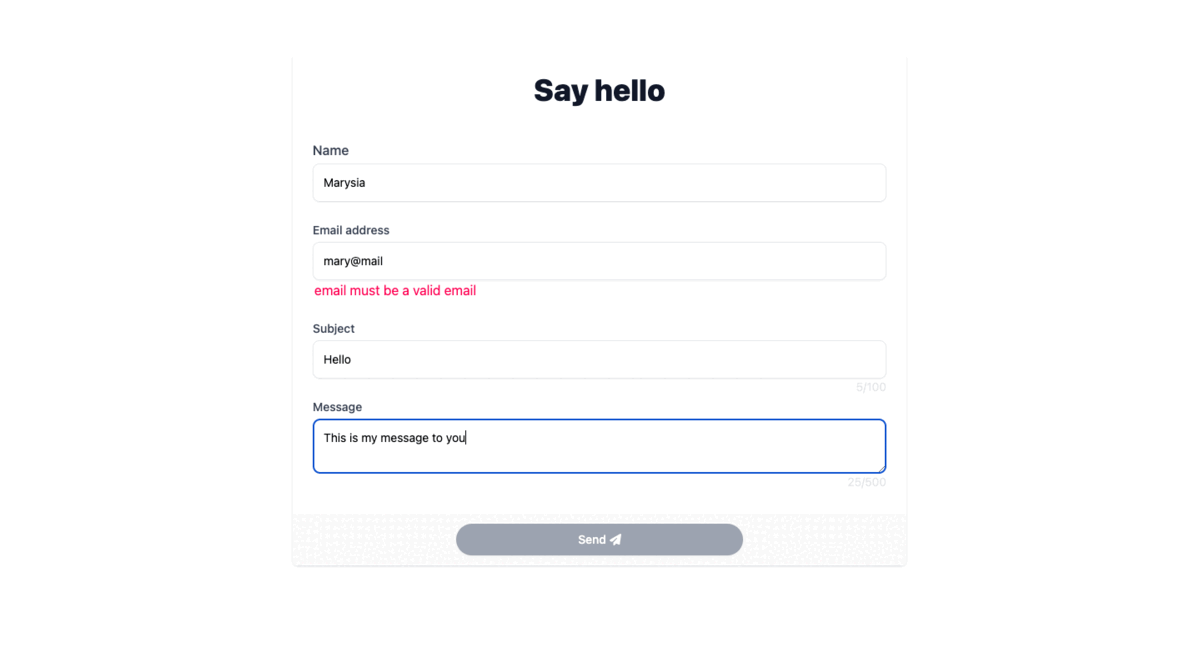 Say hello
Name
Marysia
Email address
mary@mail
email must be a valid email
Subject
Hello
5/100
Message
This is my message to you
25/500
Send